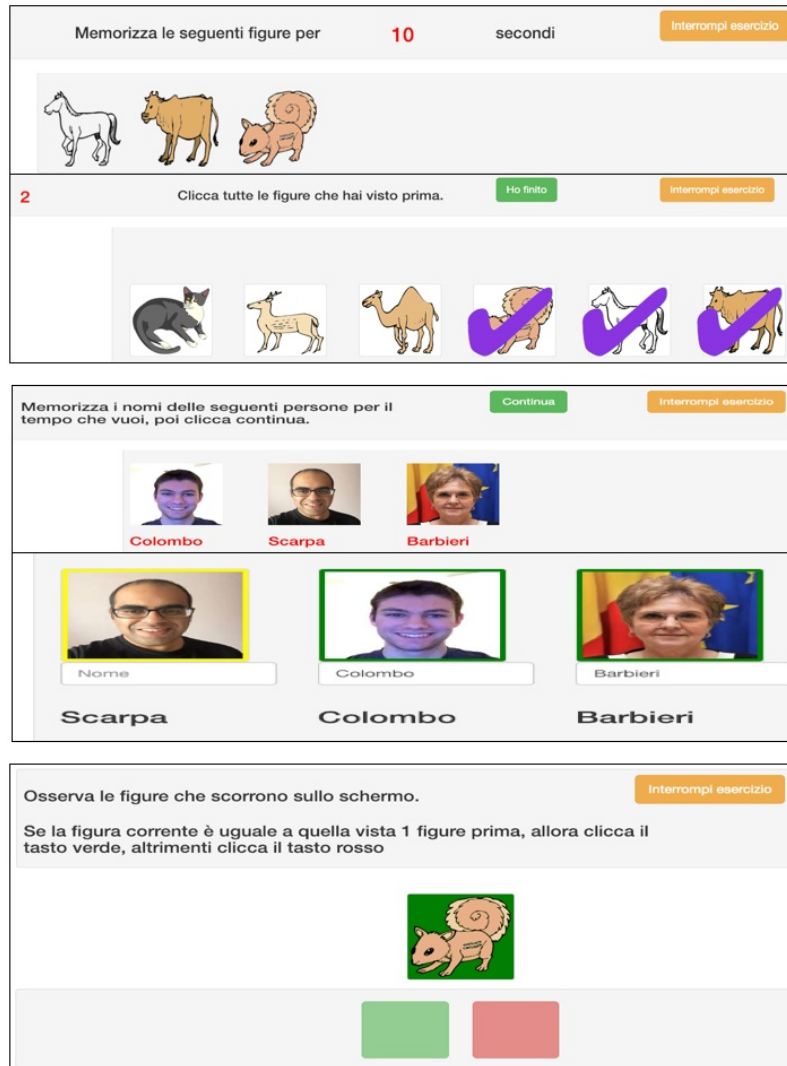 Memorizza le seguenti figure per 10 secondi Interrompi esercizio
2 Clicca tutte le figure che hai visto prima. Ho finito Interrompi esercizio
Memorizza i nomi delle seguenti persone per il
tempo che vuoi, poi clicca continua.
Continua Interrompi esercizio
Colombo Scarpa Barbieri
Nome Colombo Barbieri
Scarpa Colombo Barbieri
Osserva le figure che scorrono sullo schermo. Interrompi esercizio
Se la figura corrente è uguale a quella vista 1 figure prima, allora clicca il
tasto verde, altrimenti clicca il tasto rosso